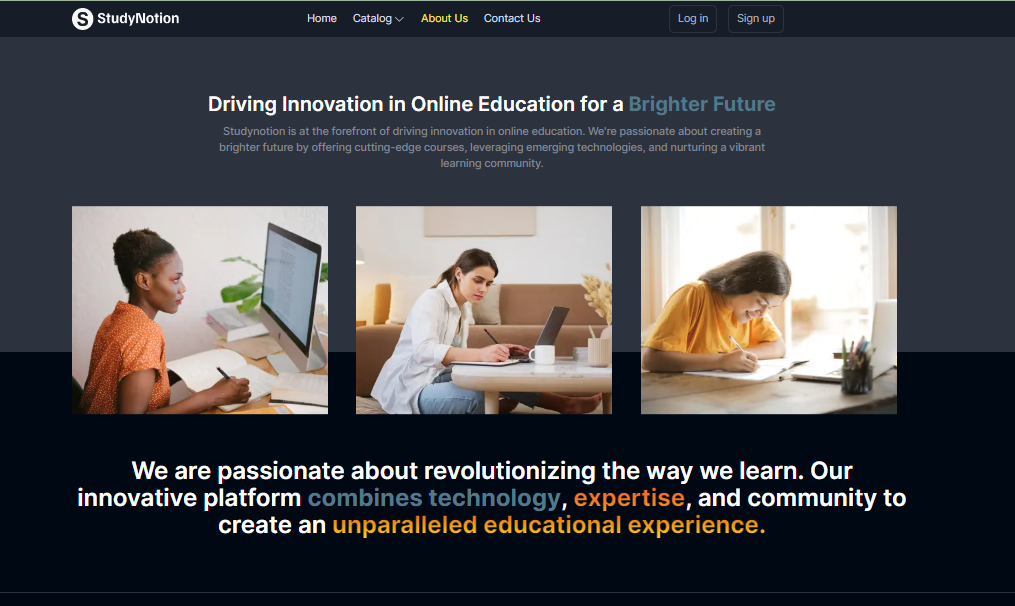 StudyNotion
Home Catalog About Us Contact Us
Log in Sign up
Driving Innovation in Online Education for a Brighter Future
Studynotion is at the forefront of driving innovation in online education. We're passionate about creating a
brighter future by offering cutting-edge courses, leveraging emerging technologies, and nurturing a vibrant
learning community.
We are passionate about revolutionizing the way we learn. Our
innovative platform combines technology, expertise, and community to
create an unparalleled educational experience.